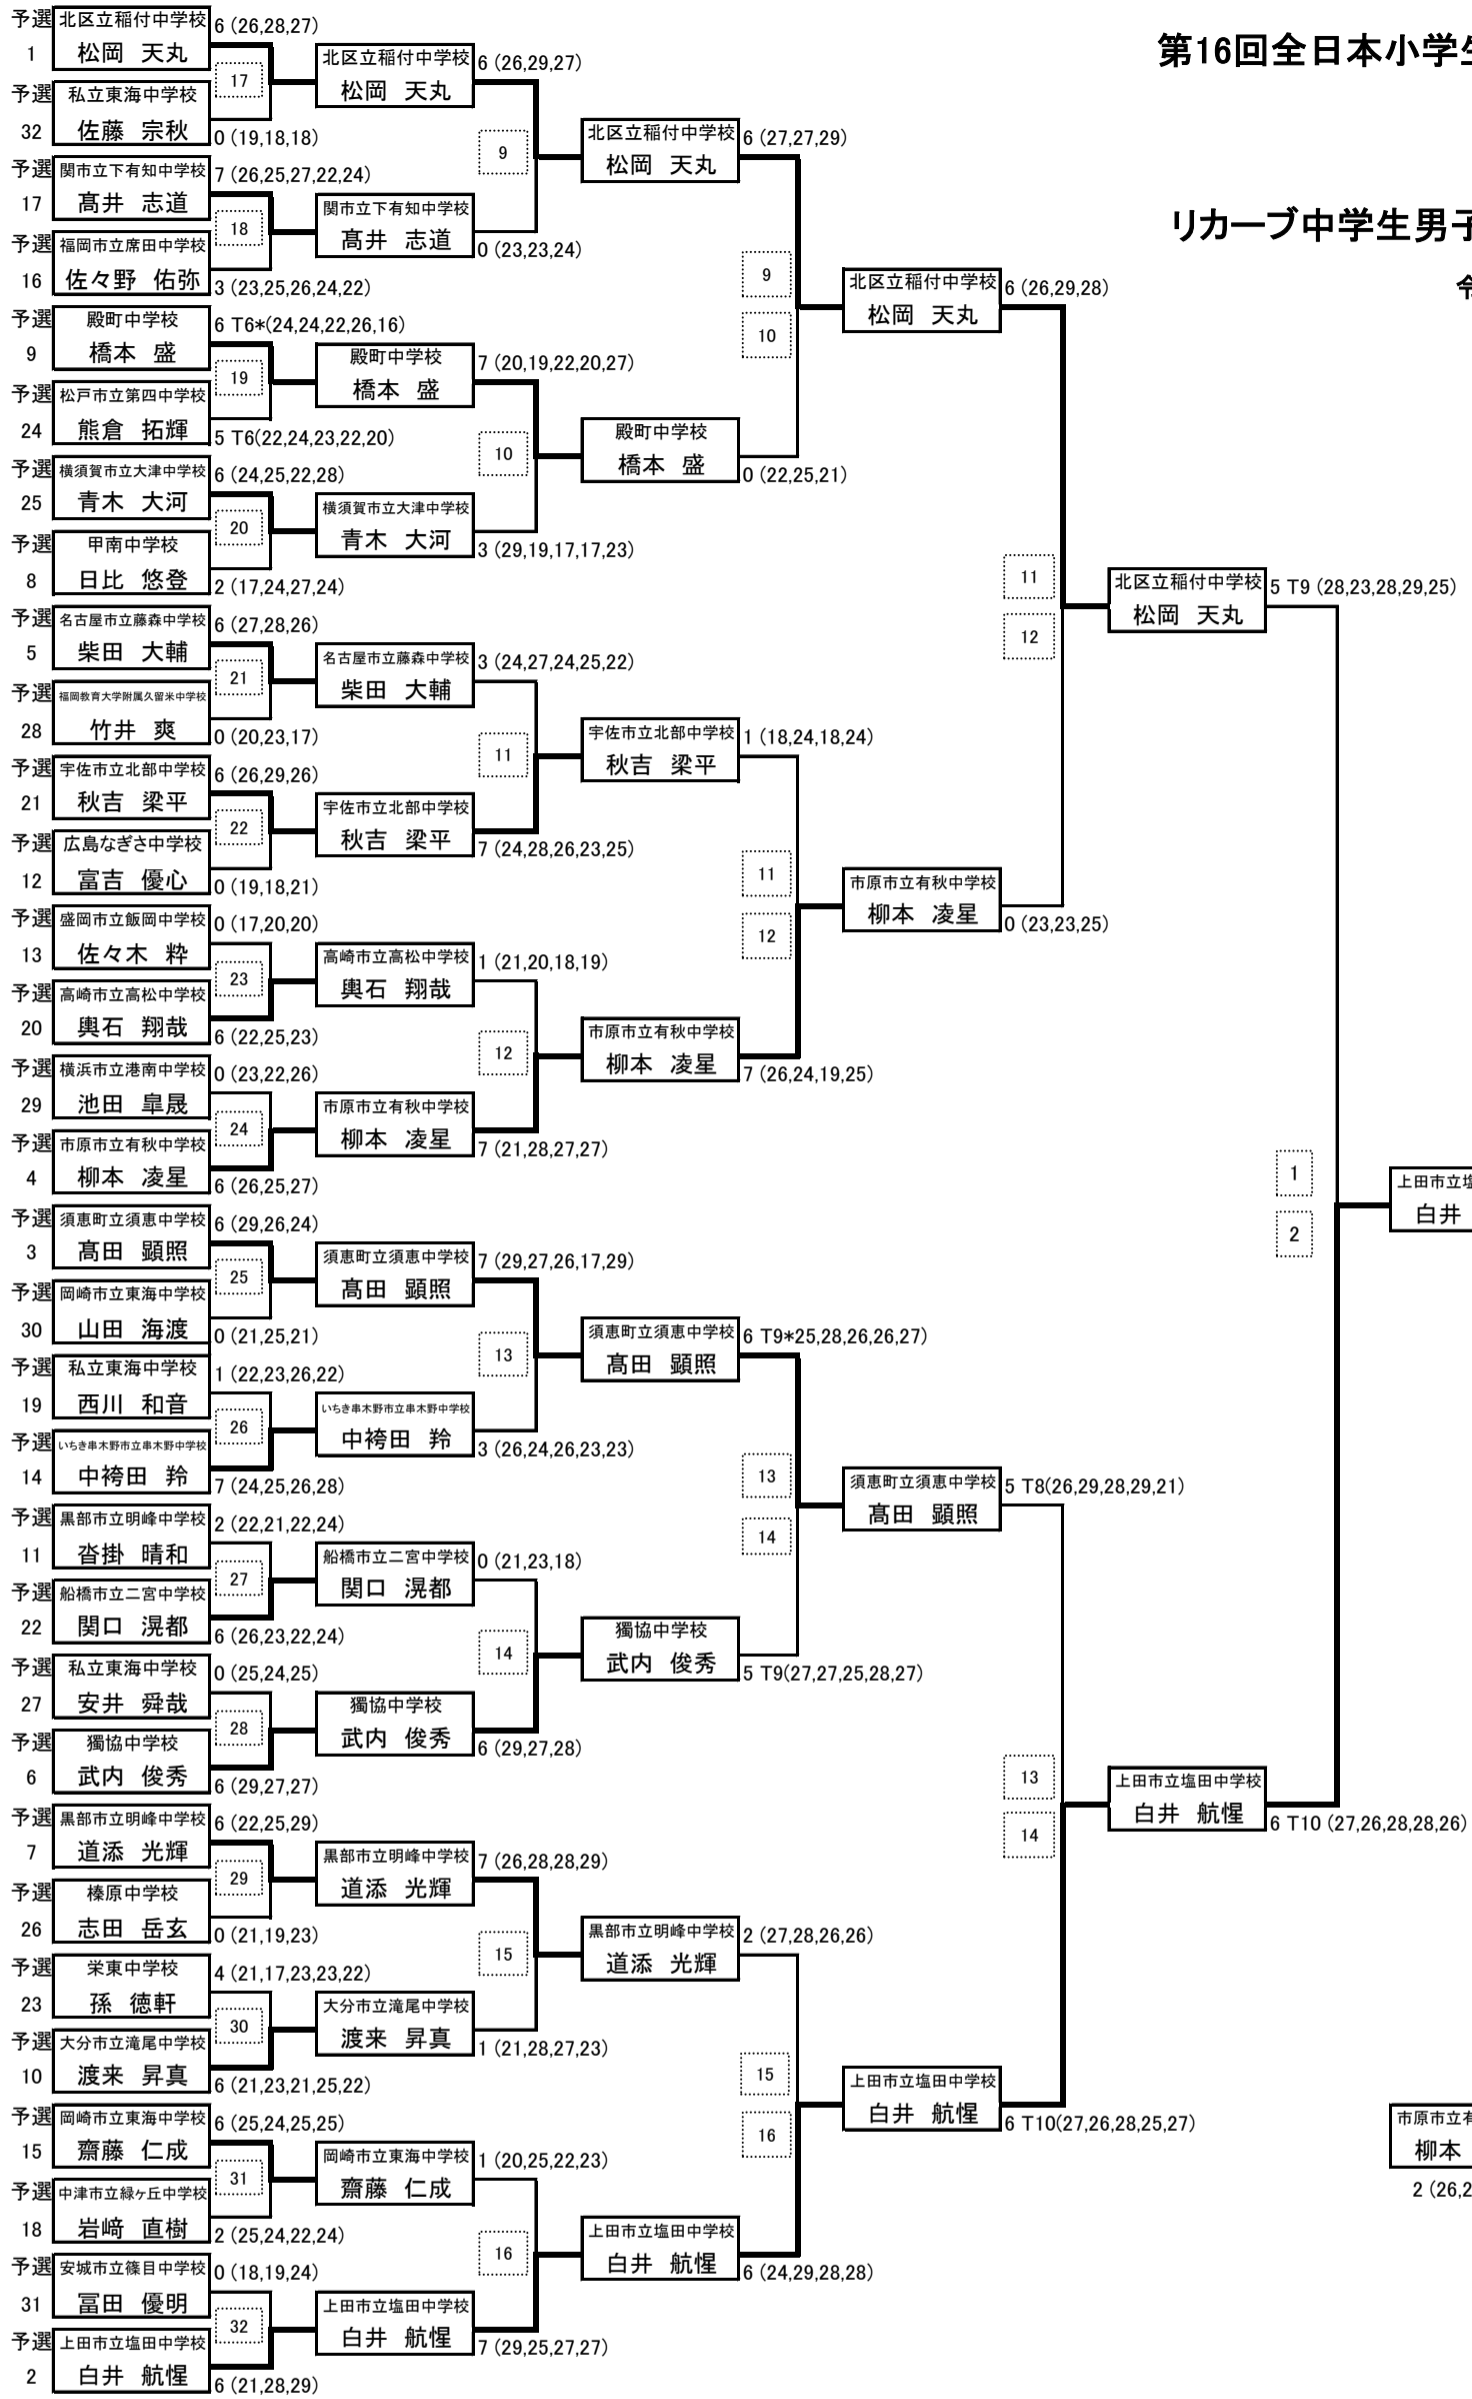 第16回全日本小学生
リカーブ中学生男子
令
予選 北区立稲付中学校 6 (26,28,27)
1 松岡 天丸
17
予選 私立東海中学校
32 佐藤 宗秋 0 (19,18,18)
予選 関市立下有知中学校 7 (26,25,27,22,24)
17 髙井 志道
18
予選 福岡市立席田中学校
16 佐々野 佑弥 3 (23,25,26,24,22)
予選 殿町中学校 6 T6*(24,24,22,26,16)
9 橋本 盛
19
予選 松戸市立第四中学校
24 熊倉 拓輝 5 T6(22,24,23,22,20)
予選 横須賀市立大津中学校 6 (24,25,22,28)
25 青木 大河
20
予選 甲南中学校
8 日比 悠登 2 (17,24,27,24)
予選 名古屋市立藤森中学校 6 (27,28,26)
5 柴田 大輔
21
予選 福岡教育大学附属久留米中学校
28 竹井 爽 0 (20,23,17)
予選 宇佐市立北部中学校 6 (26,29,26)
21 秋吉 梁平
22
予選 広島なぎさ中学校
12 富吉 優心 0 (19,18,21)
予選 盛岡市立飯岡中学校 0 (17,20,20)
13 佐々木 粋
23
予選 高崎市立高松中学校
20 輿石 翔哉 6 (22,25,23)
予選 横浜市立港南中学校 0 (23,22,26)
29 池田 皐晟
24
予選 市原市立有秋中学校
4 柳本 凌星 6 (26,25,27)
予選 須恵町立須恵中学校 6 (29,26,24)
3 髙田 顕照
25
予選 岡崎市立東海中学校
30 山田 海渡 0 (21,25,21)
予選 私立東海中学校 1 (22,23,26,22)
19 西川 和音
26
予選 いちき串木野市立串木野中学校
14 中袴田 羚 7 (24,25,26,28)
予選 黒部市立明峰中学校 2 (22,21,22,24)
11 沓掛 晴和
27
予選 船橋市立二宮中学校
22 関口 滉都 6 (26,23,22,24)
予選 私立東海中学校 0 (25,24,25)
27 安井 舜哉
28
予選 獨協中学校
6 武内 俊秀 6 (29,27,27)
予選 黒部市立明峰中学校 6 (22,25,29)
7 道添 光輝
29
予選 榛原中学校
26 志田 岳玄 0 (21,19,23)
予選 栄東中学校 4 (21,17,23,23,22)
23 孫 徳軒
30
予選 大分市立滝尾中学校
10 渡来 昇真 6 (21,23,21,25,22)
予選 岡崎市立東海中学校 6 (25,24,25,25)
15 齋藤 仁成
31
予選 中津市立緑ヶ丘中学校
18 岩﨑 直樹 2 (25,24,22,24)
予選 安城市立篠目中学校 0 (18,19,24)
31 冨田 優明
32
予選 上田市立塩田中学校
2 白井 航惺 6 (21,28,29)
北区立稲付中学校 6 (26,29,27)
松岡 天丸
9
関市立下有知中学校
髙井 志道 0 (23,23,24)
殿町中学校 7 (20,19,22,20,27)
橋本 盛
10
横須賀市立大津中学校
青木 大河 3 (29,19,17,17,23)
名古屋市立藤森中学校 3 (24,27,24,25,22)
柴田 大輔
11
宇佐市立北部中学校
秋吉 梁平 7 (24,28,26,23,25)
高崎市立高松中学校 1 (21,20,18,19)
輿石 翔哉
12
市原市立有秋中学校
柳本 凌星 7 (21,28,27,27)
須恵町立須恵中学校 7 (29,27,26,17,29)
髙田 顕照
13
いちき串木野市立串木野中学校
中袴田 羚 3 (26,24,26,23,23)
船橋市立二宮中学校 0 (21,23,18)
関口 滉都
14
獨協中学校
武内 俊秀 6 (29,27,28)
黒部市立明峰中学校 7 (26,28,28,29)
道添 光輝
15
大分市立滝尾中学校
渡来 昇真 1 (21,28,27,23)
岡崎市立東海中学校 1 (20,25,22,23)
齋藤 仁成
16
上田市立塩田中学校
白井 航惺 7 (29,25,27,27)
北区立稲付中学校 6 (27,27,29)
松岡 天丸
9
10
殿町中学校
橋本 盛 0 (22,25,21)
宇佐市立北部中学校 1 (18,24,18,24)
秋吉 梁平
11
12
市原市立有秋中学校
柳本 凌星 7 (26,24,19,25)
須恵町立須恵中学校 6 T9*25,28,26,26,27)
髙田 顕照
13
14
獨協中学校
武内 俊秀 5 T9(27,27,25,28,27)
黒部市立明峰中学校 2 (27,28,26,26)
道添 光輝
15
16
上田市立塩田中学校
白井 航惺 6 (24,29,28,28)
北区立稲付中学校 6 (26,29,28)
松岡 天丸
11
12
市原市立有秋中学校
柳本 凌星 0 (23,23,25)
須恵町立須恵中学校 5 T8(26,29,28,29,21)
髙田 顕照
13
14
上田市立塩田中学校
白井 航惺 6 T10(27,26,28,25,27)
北区立稲付中学校 5 T9 (28,23,28,29,25)
松岡 天丸
1
2
上田市立塩田中学校
白井 航惺 6 T10 (27,26,28,28,26)
上田市立塩
白井
市原市立有
柳本
2 (26,2